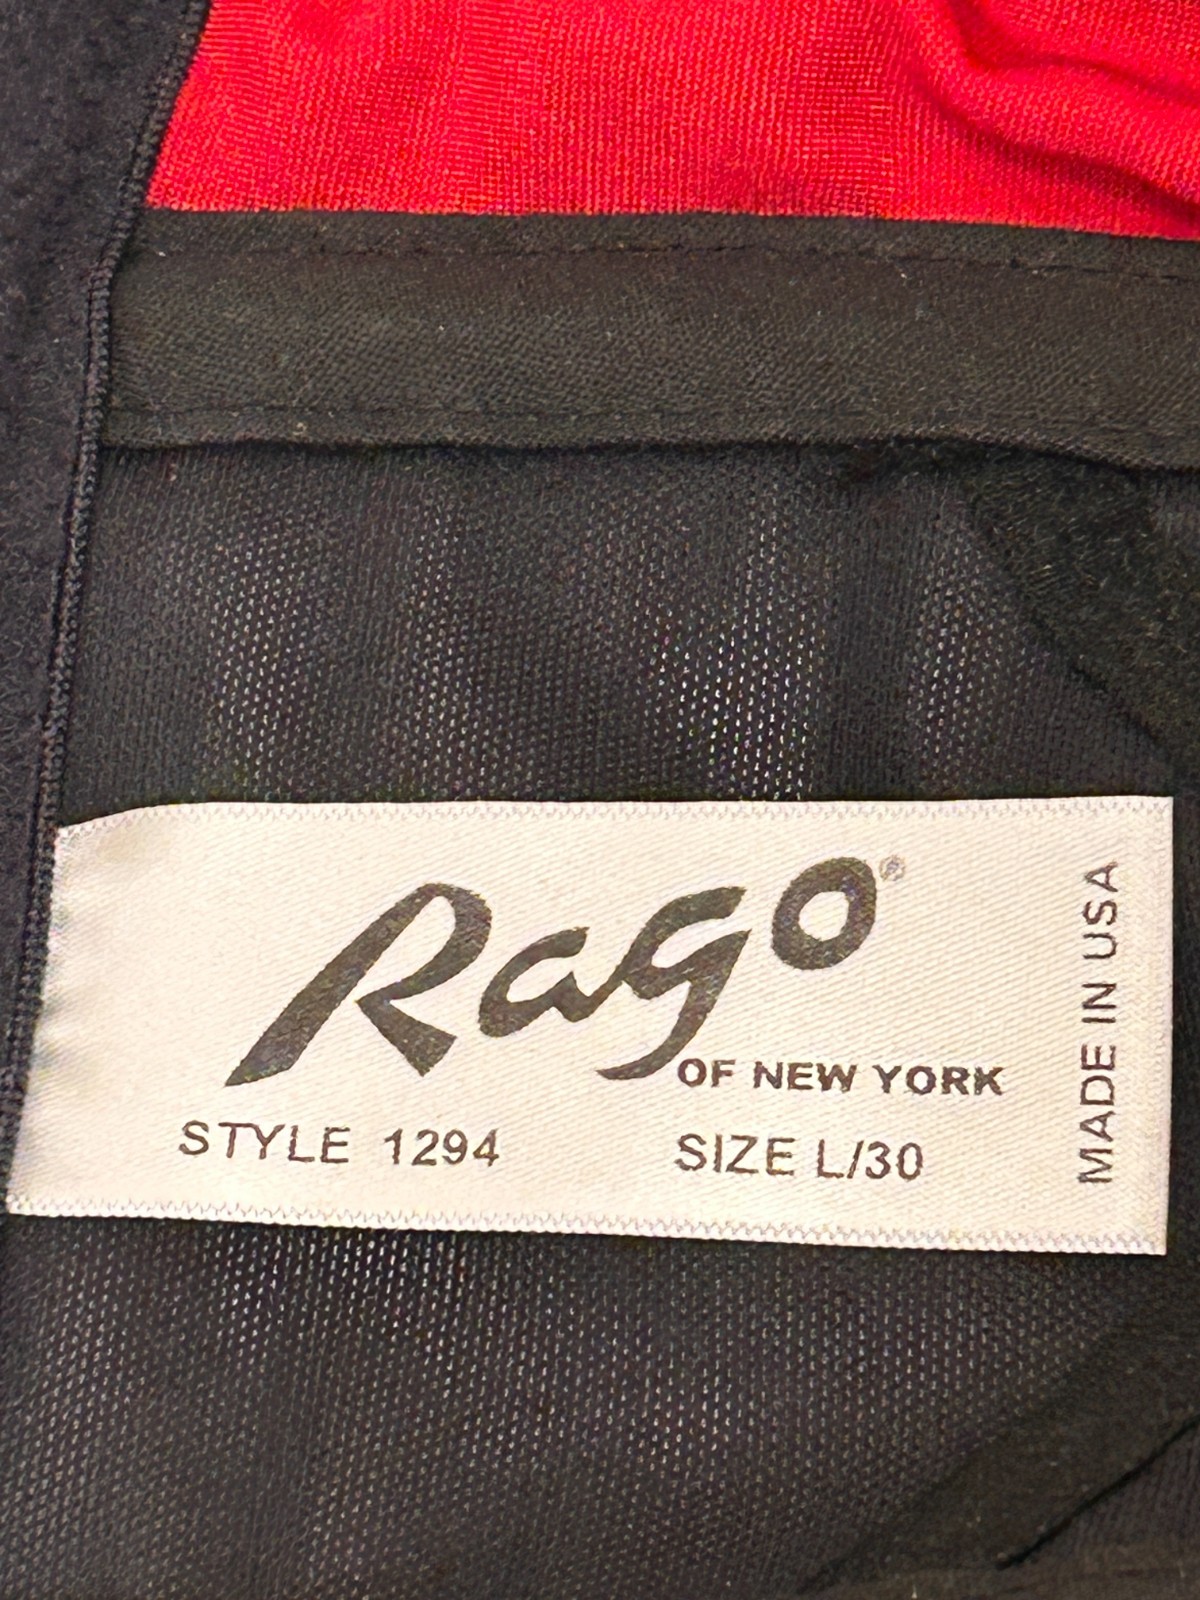 Rago®
OF NEW YORK
STYLE 1294 SIZE L/30
MADE IN USA